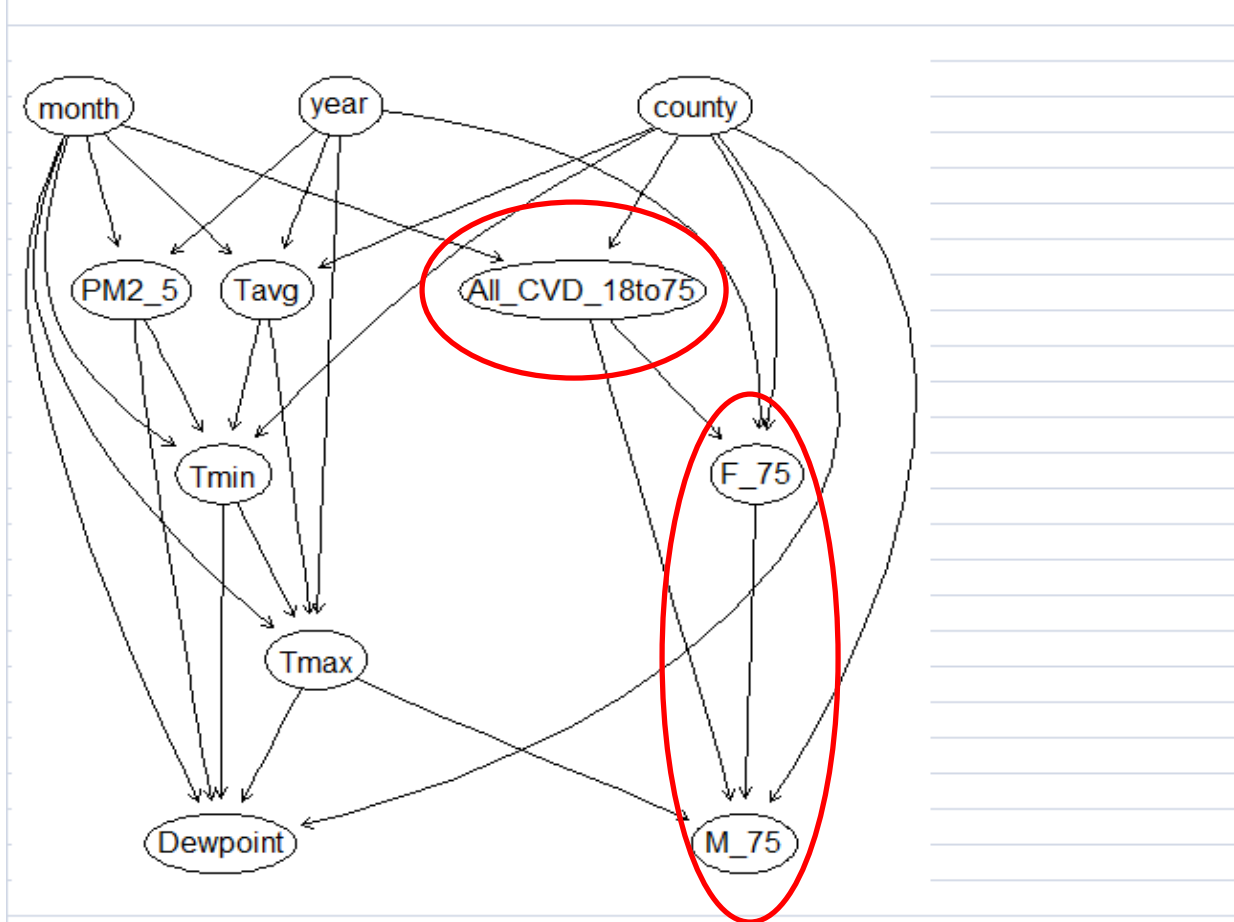 month year county
PM2_5 Tavg All_CVD_18to75
Tmin F_75
Tmax
Dewpoint M_75